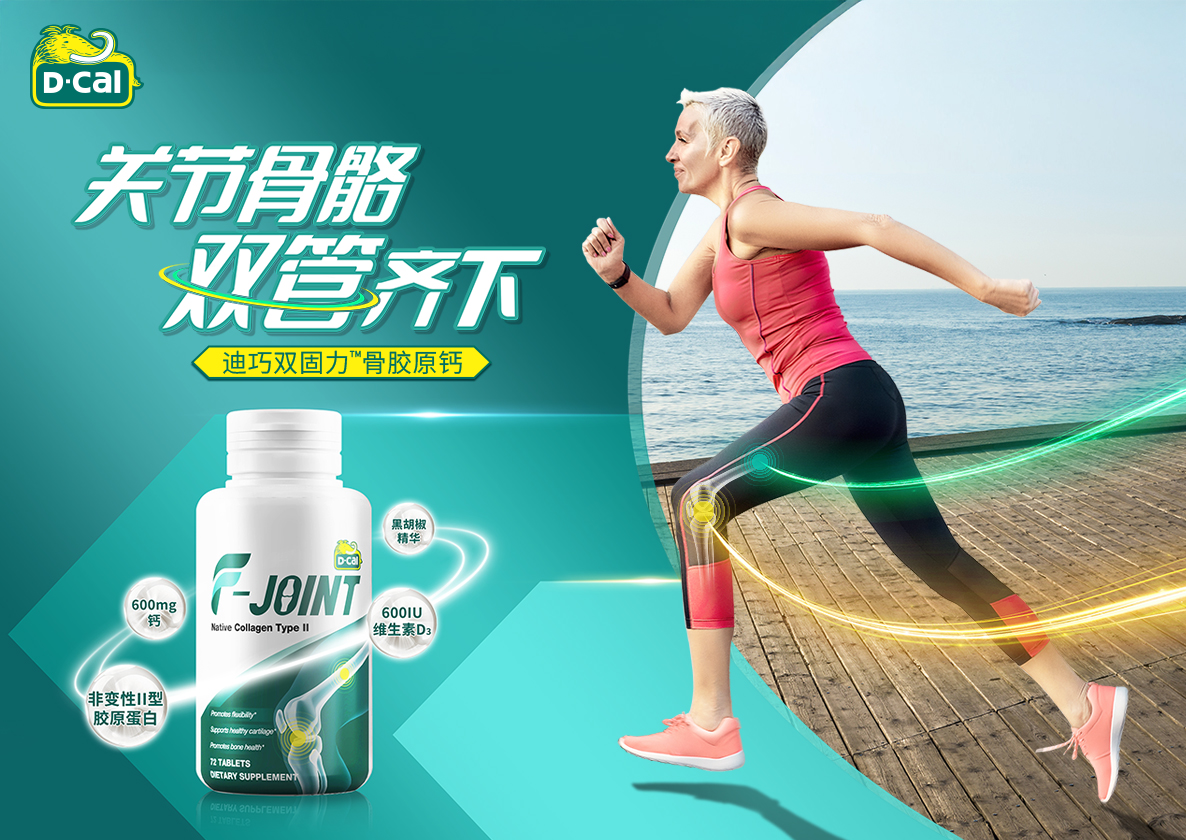 D·Cal
关节骨骼
双管齐下
迪巧双固力™骨胶原钙
黑胡椒
精华
600mg
钙
600IU
维生素D₃
非变性II型
胶原蛋白
D·Cal
F-JOINT
Native Collagen Type II
Promotes flexibility*
Supports healthy cartilage*
Promotes bone health*
72 TABLETS
DIETARY SUPPLEMENT